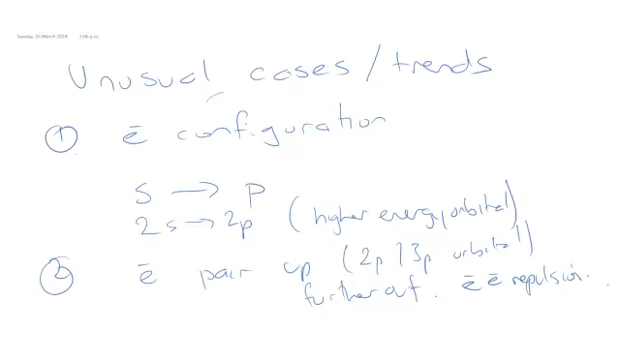 Sunday, 10 March 2019 2:06 a.m.
Unusual cases/trends
① ē configuration
s → p
2s → 2p (higher energy orbital)
② ē pair up (2p/3p orbital)
further out. ē ē repulsion.